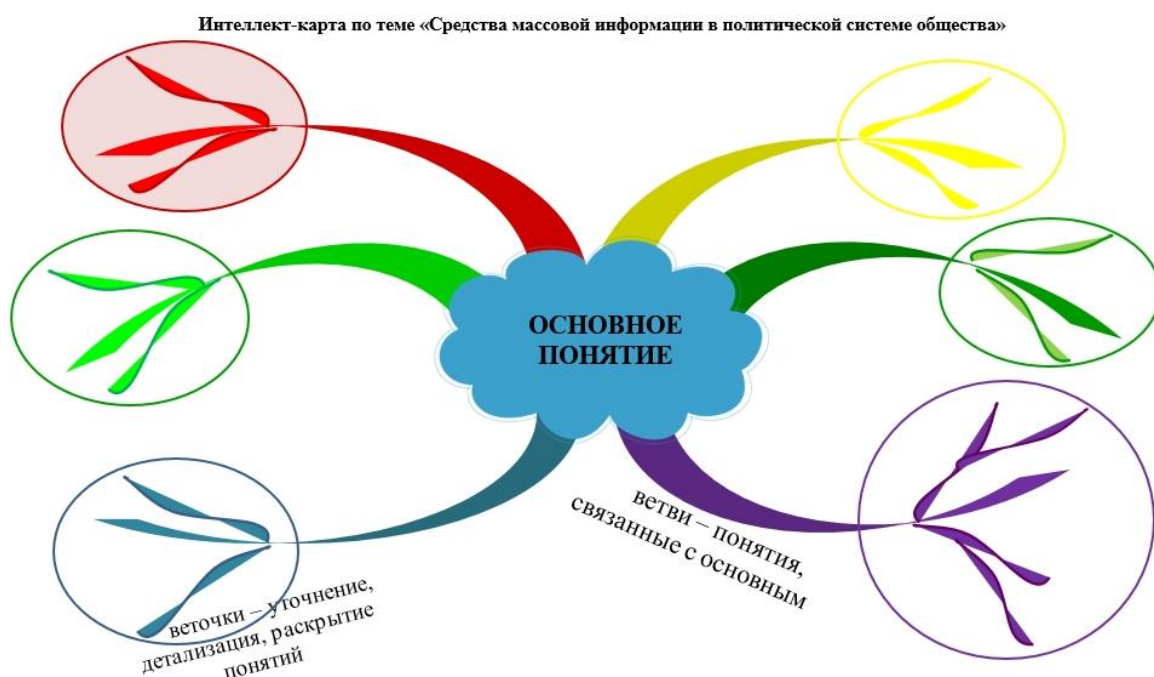 Интеллект-карта по теме «Средства массовой информации в политической системе общества»
ОСНОВНОЕ
ПОНЯТИЕ
ветви – понятия,
связанные с основным
веточки – уточнение,
детализация, раскрытие
понятий